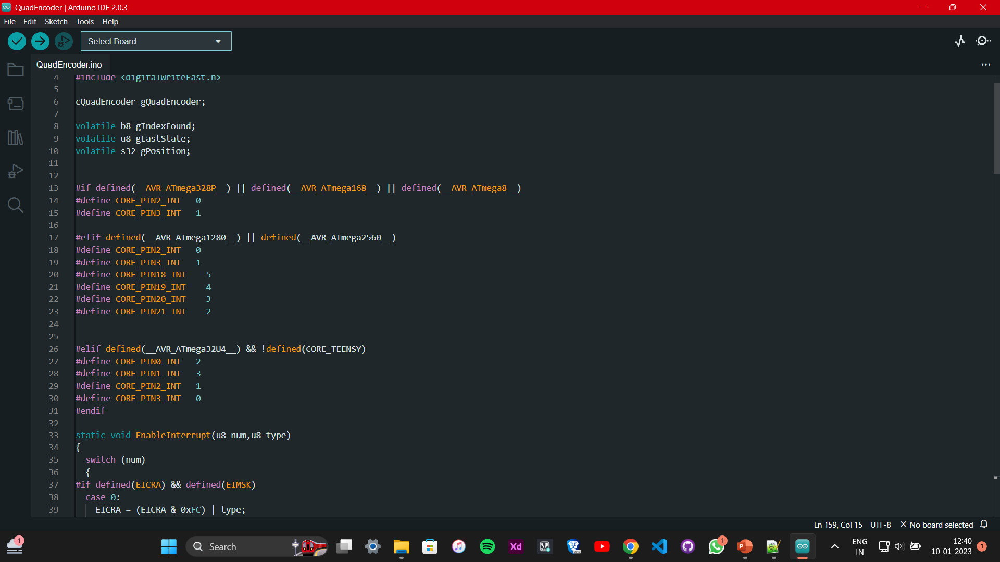 QuadEncoder | Arduino IDE 2.0.3
File Edit Sketch Tools Help
Select Board
QuadEncoder.ino
4 #include <digitalWriteFast.h>
5
6 cQuadEncoder gQuadEncoder;
7
8 volatile b8 gIndexFound;
9 volatile u8 gLastState;
10 volatile s32 gPosition;
11
12
13 #if defined(__AVR_ATmega328P__) || defined(__AVR_ATmega168__) || defined(__AVR_ATmega8__)
14 #define CORE_PIN2_INT 0
15 #define CORE_PIN3_INT 1
16
17 #elif defined(__AVR_ATmega1280__) || defined(__AVR_ATmega2560__)
18 #define CORE_PIN2_INT 0
19 #define CORE_PIN3_INT 1
20 #define CORE_PIN18_INT 5
21 #define CORE_PIN19_INT 4
22 #define CORE_PIN20_INT 3
23 #define CORE_PIN21_INT 2
24
25
26 #elif defined(__AVR_ATmega32U4__) && !defined(CORE_TEENSY)
27 #define CORE_PIN0_INT 2
28 #define CORE_PIN1_INT 3
29 #define CORE_PIN2_INT 1
30 #define CORE_PIN3_INT 0
31 #endif
32
33 static void EnableInterrupt(u8 num,u8 type)
34 {
35 switch (num)
36 {
37 #if defined(EICRA) && defined(EIMSK)
38 case 0:
39 EICRA = (EICRA & 0xFC) | type;
Ln 159, Col 15 UTF-8 No board selected
1
Search
Xd
beta
1
P
ENG
IN
12:40
10-01-2023
1